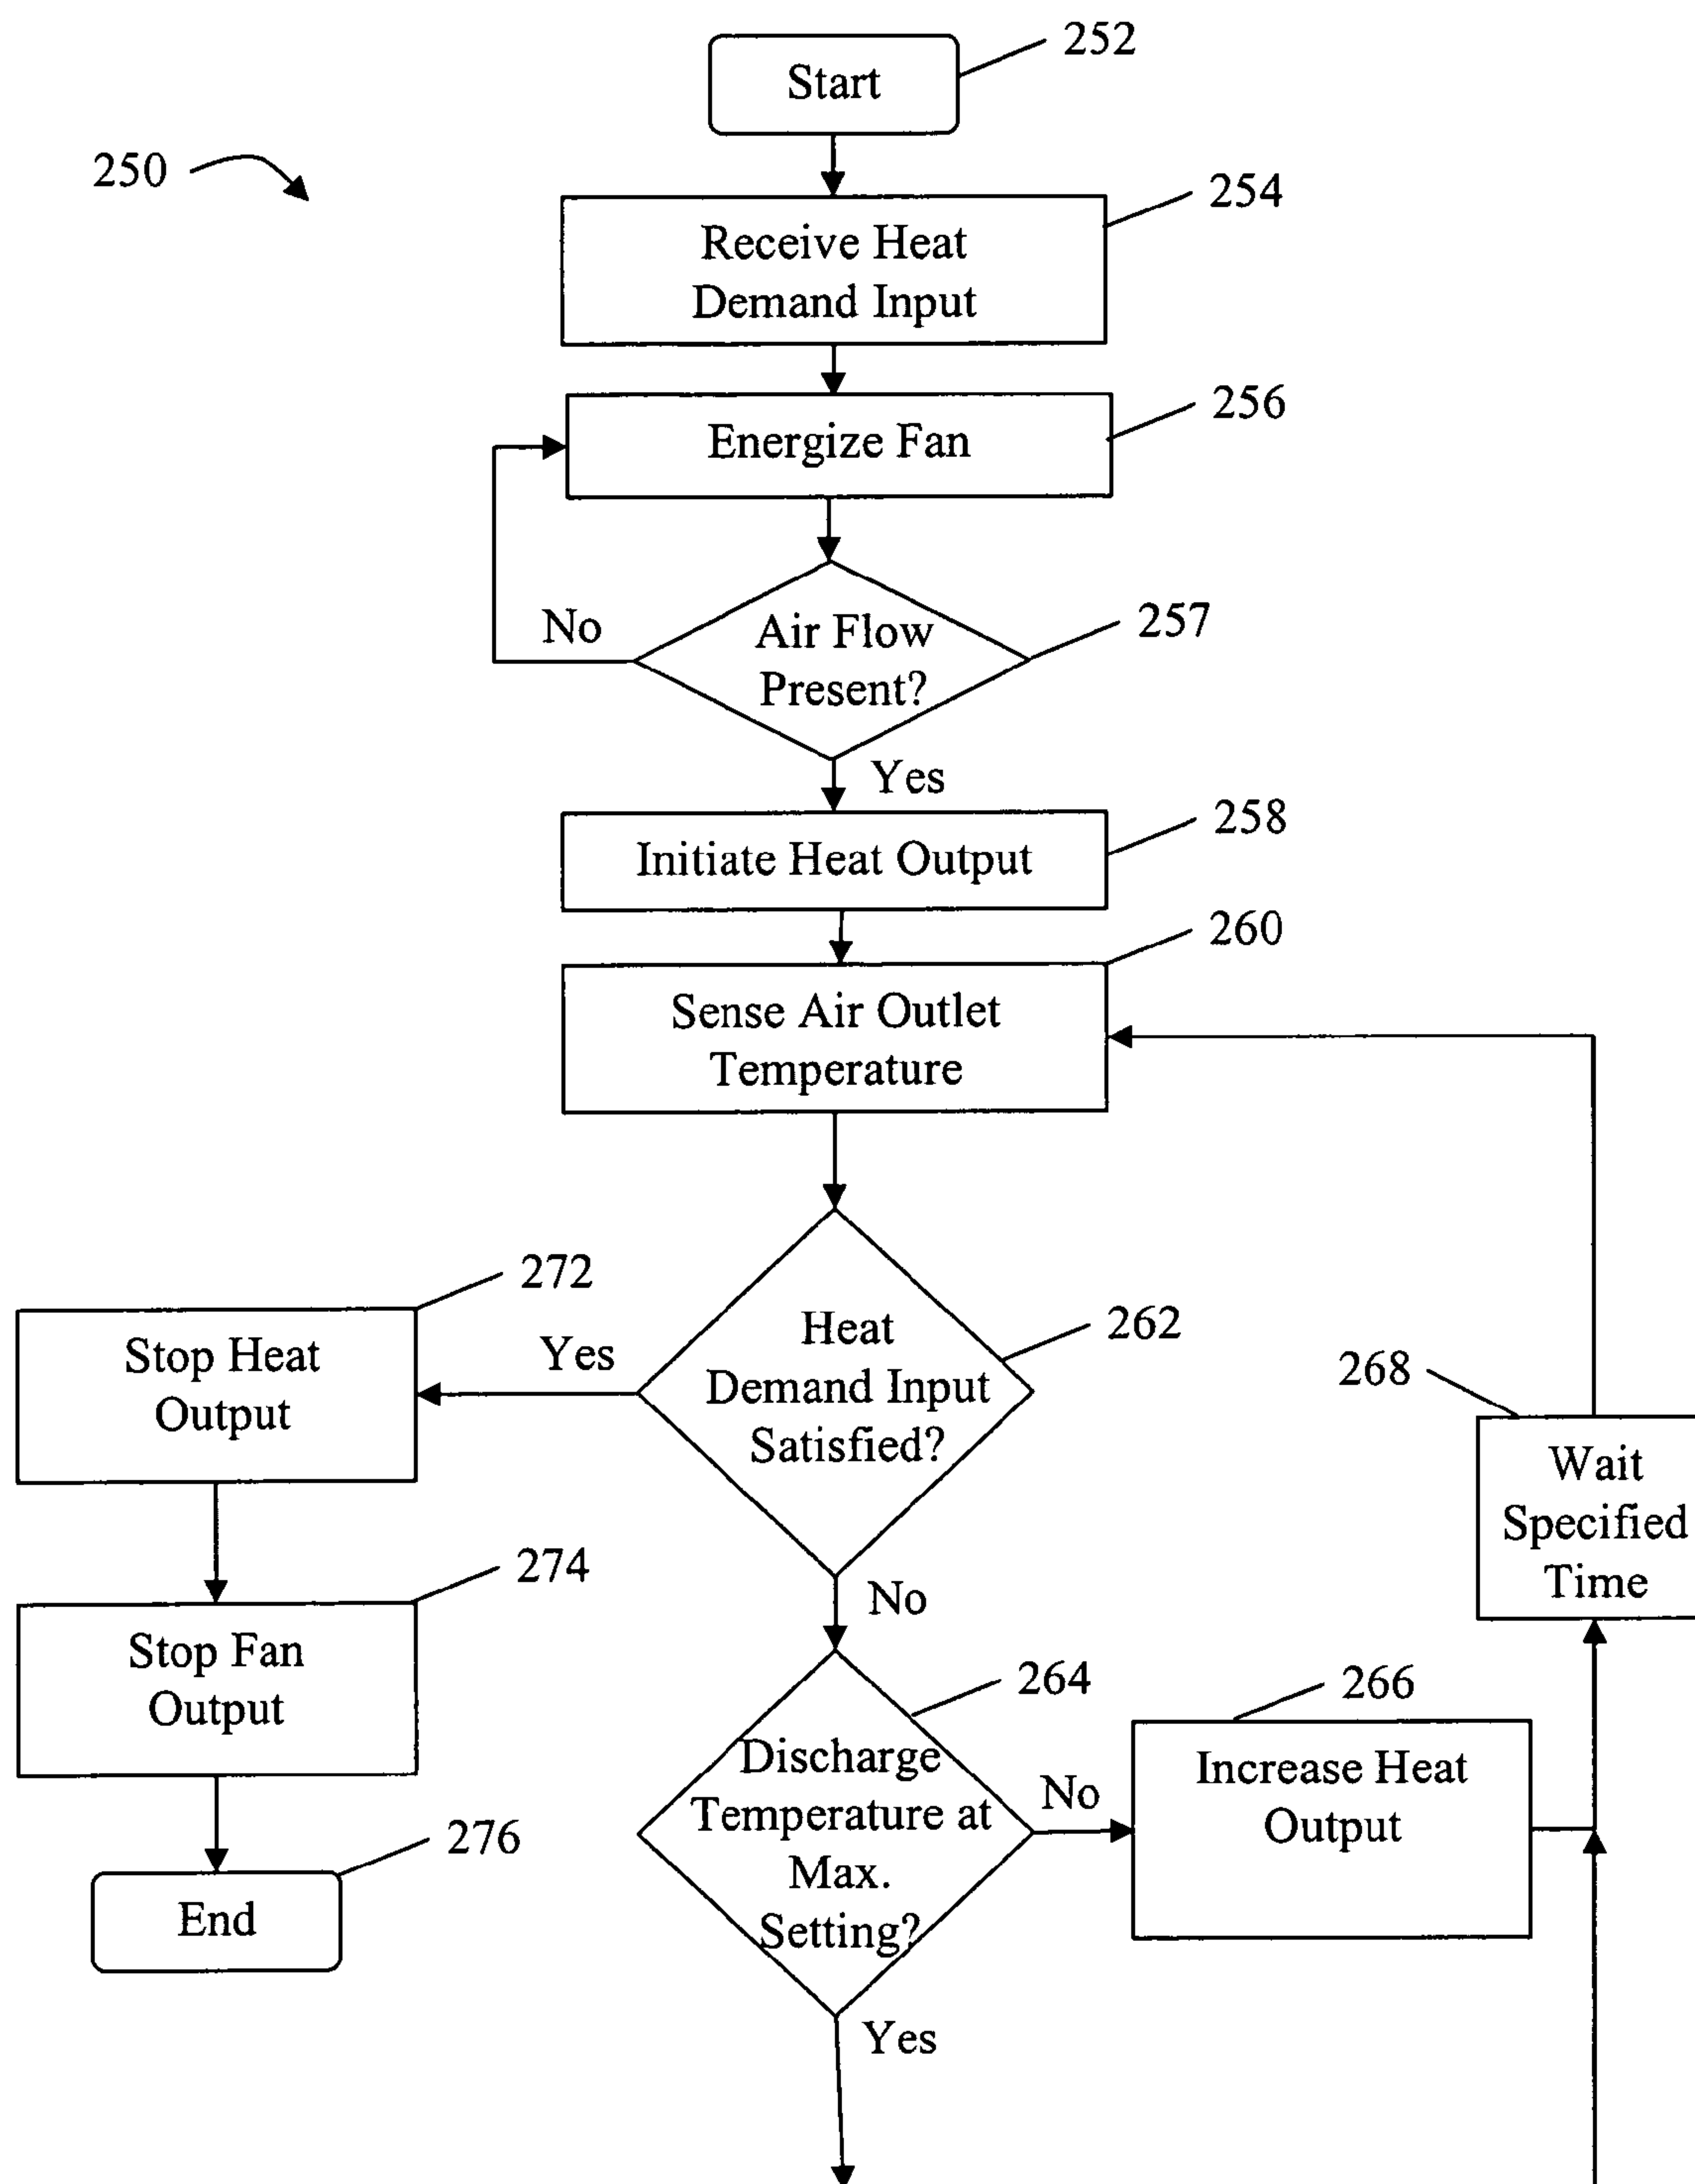 252
Start
250
254
Receive Heat
Demand Input
256
Energize Fan
257
No
Air Flow
Present?
Yes
258
Initiate Heat Output
260
Sense Air Outlet
Temperature
272
Stop Heat
Output
Yes
262
Heat
Demand Input
Satisfied?
268
Wait
Specified
Time
274
Stop Fan
Output
No
264
Discharge
Temperature at
Max.
Setting?
No
266
Increase Heat
Output
276
End
Yes